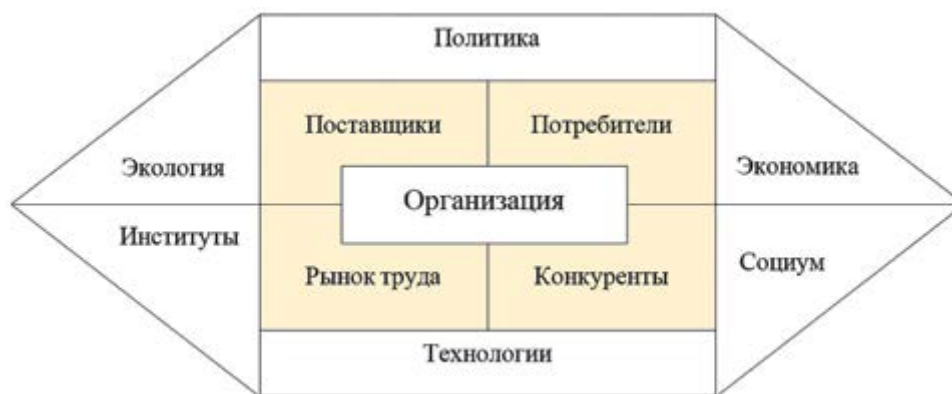 Политика
Поставщики
Потребители
Экология
Экономика
Организация
Институты
Социум
Рынок труда
Конкуренты
Технологии